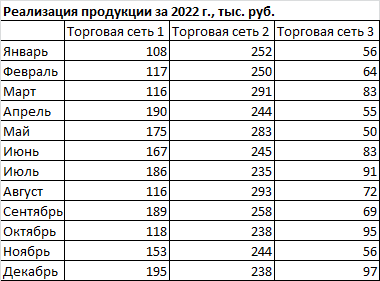 Реализация продукции за 2022 г., тыс. руб.
Торговая сеть 1 Торговая сеть 2 Торговая сеть 3
Январь 108 252 56
Февраль 117 250 64
Март 116 291 83
Апрель 190 244 55
Май 175 283 50
Июнь 167 245 83
Июль 186 235 91
Август 116 293 72
Сентябрь 189 258 69
Октябрь 118 238 95
Ноябрь 153 244 56
Декабрь 195 238 97